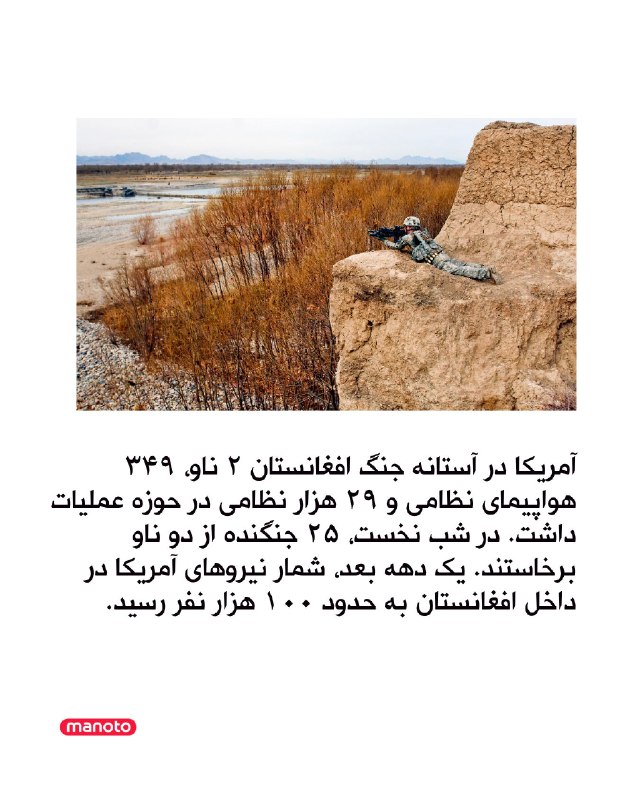 آمریکا در آستانه جنگ افغانستان ۲ ناو، ۳۴۹
هواپیمای نظامی و ۲۹ هزار نظامی در حوزه عملیات
داشت. در شب نخست، ۲۵ جنگنده از دو ناو
برخاستند. یک دهه بعد، شمار نیروهای آمریکا در
داخل افغانستان به حدود ۱۰۰ هزار نفر رسید.
manoto